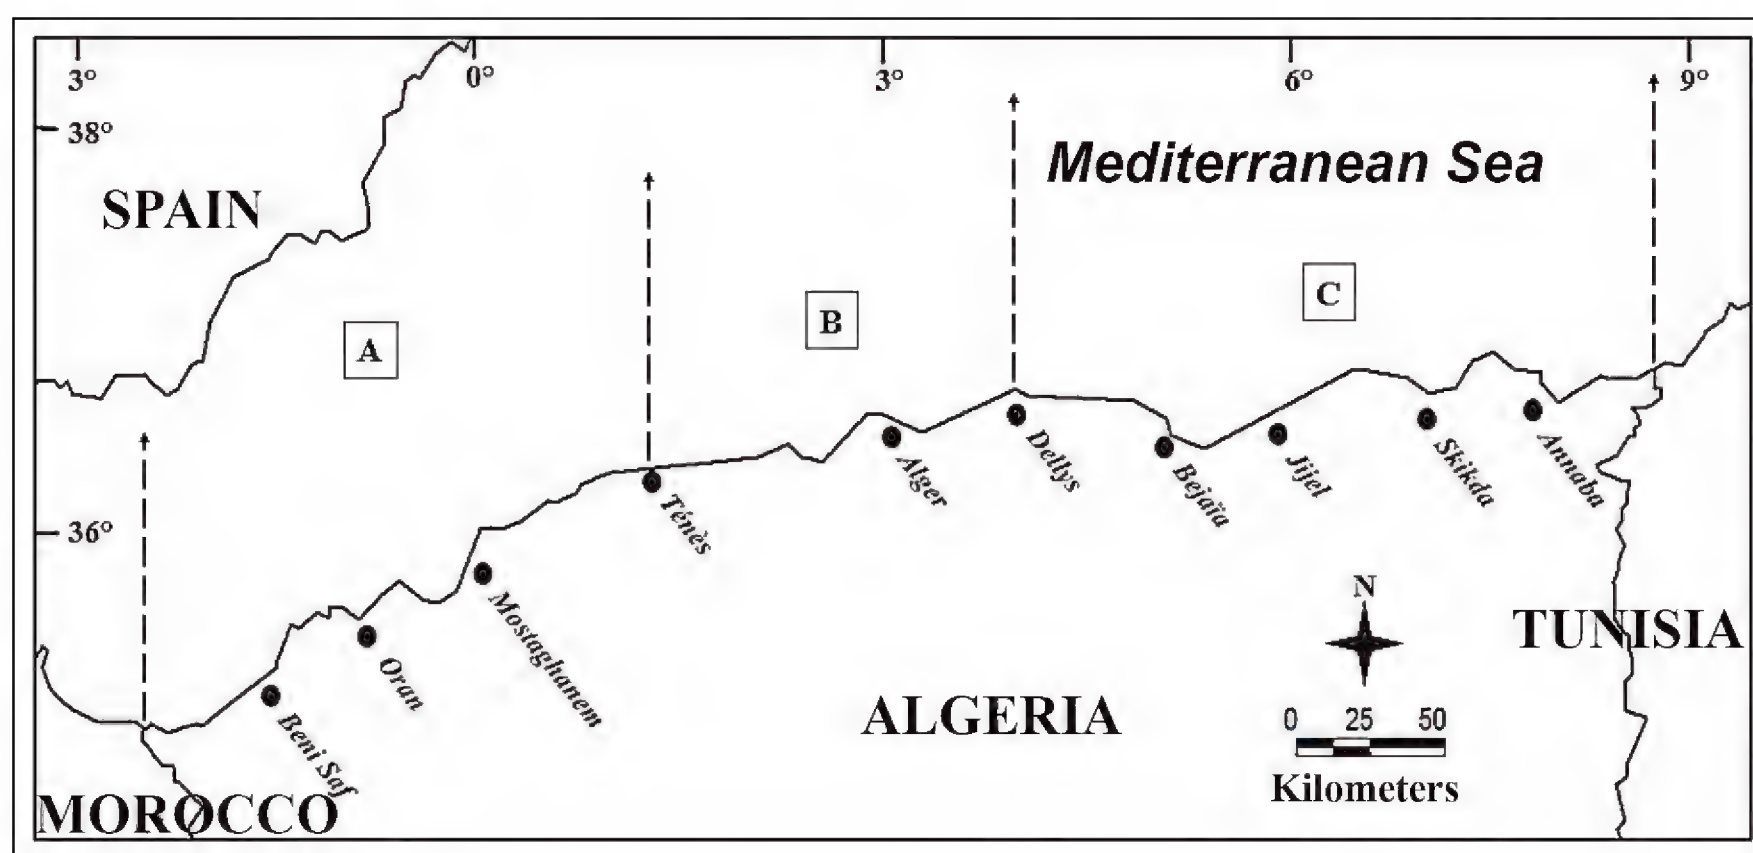 3° 0° 3° 6° 9°
38°
Mediterranean Sea
SPAIN
C
B
A
Alger
Dellys
Bejaïa
Jijel
Skikda
Annaba
Ténès
36°
Mostaghanem
N
TUNISIA
Oran
ALGERIA
0 25 50
Beni Saf
Kilometers
MOROCCO